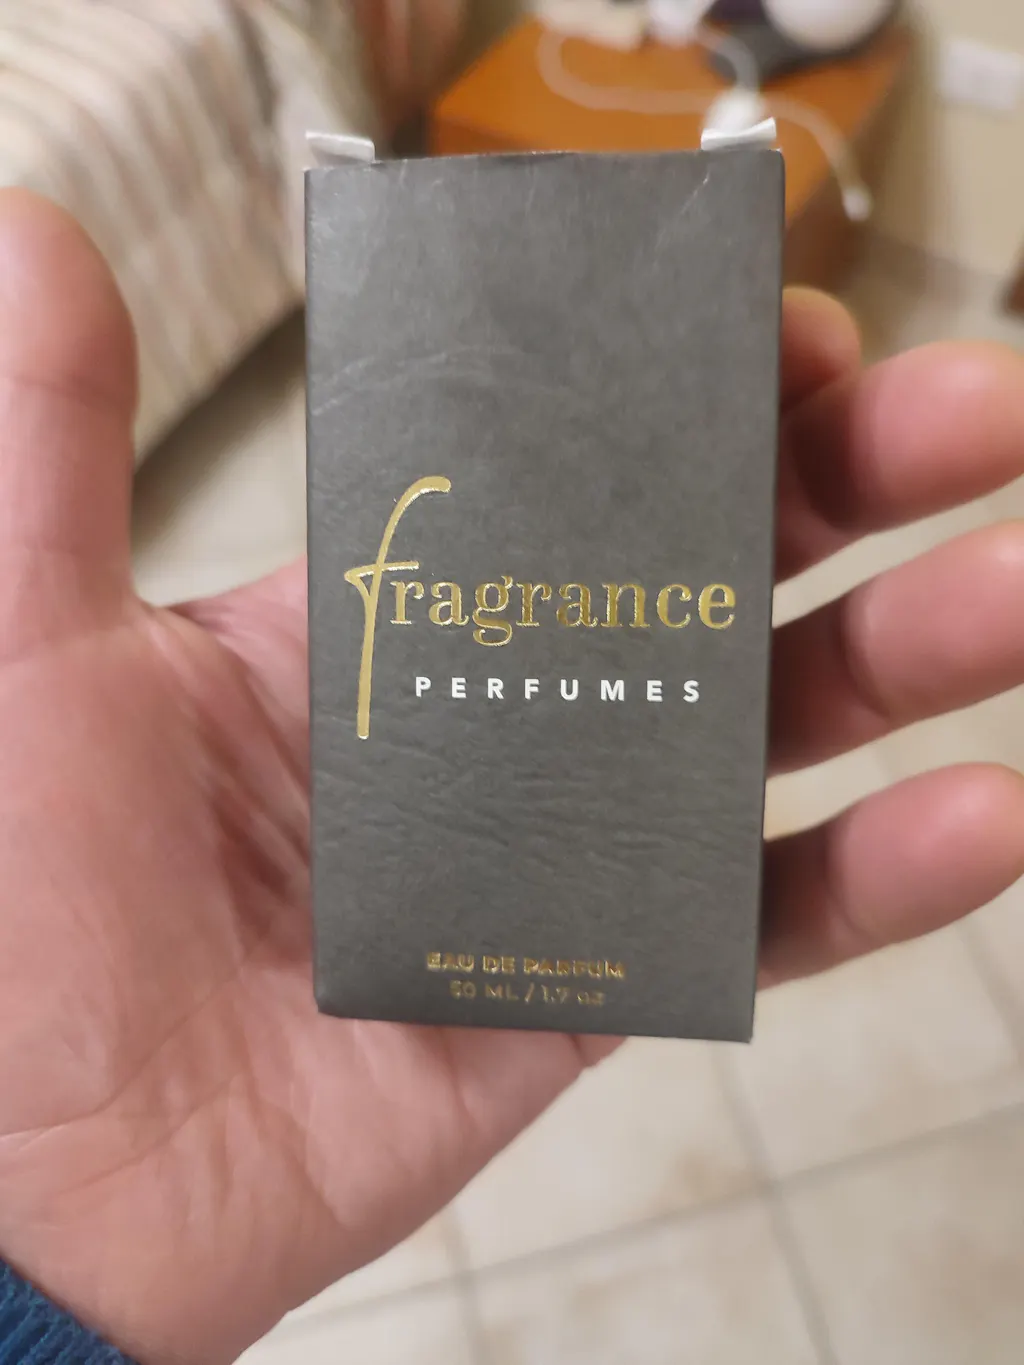 fragrance
PERFUMES
EAU DE PARFUM
50 ML / 1.7 oz